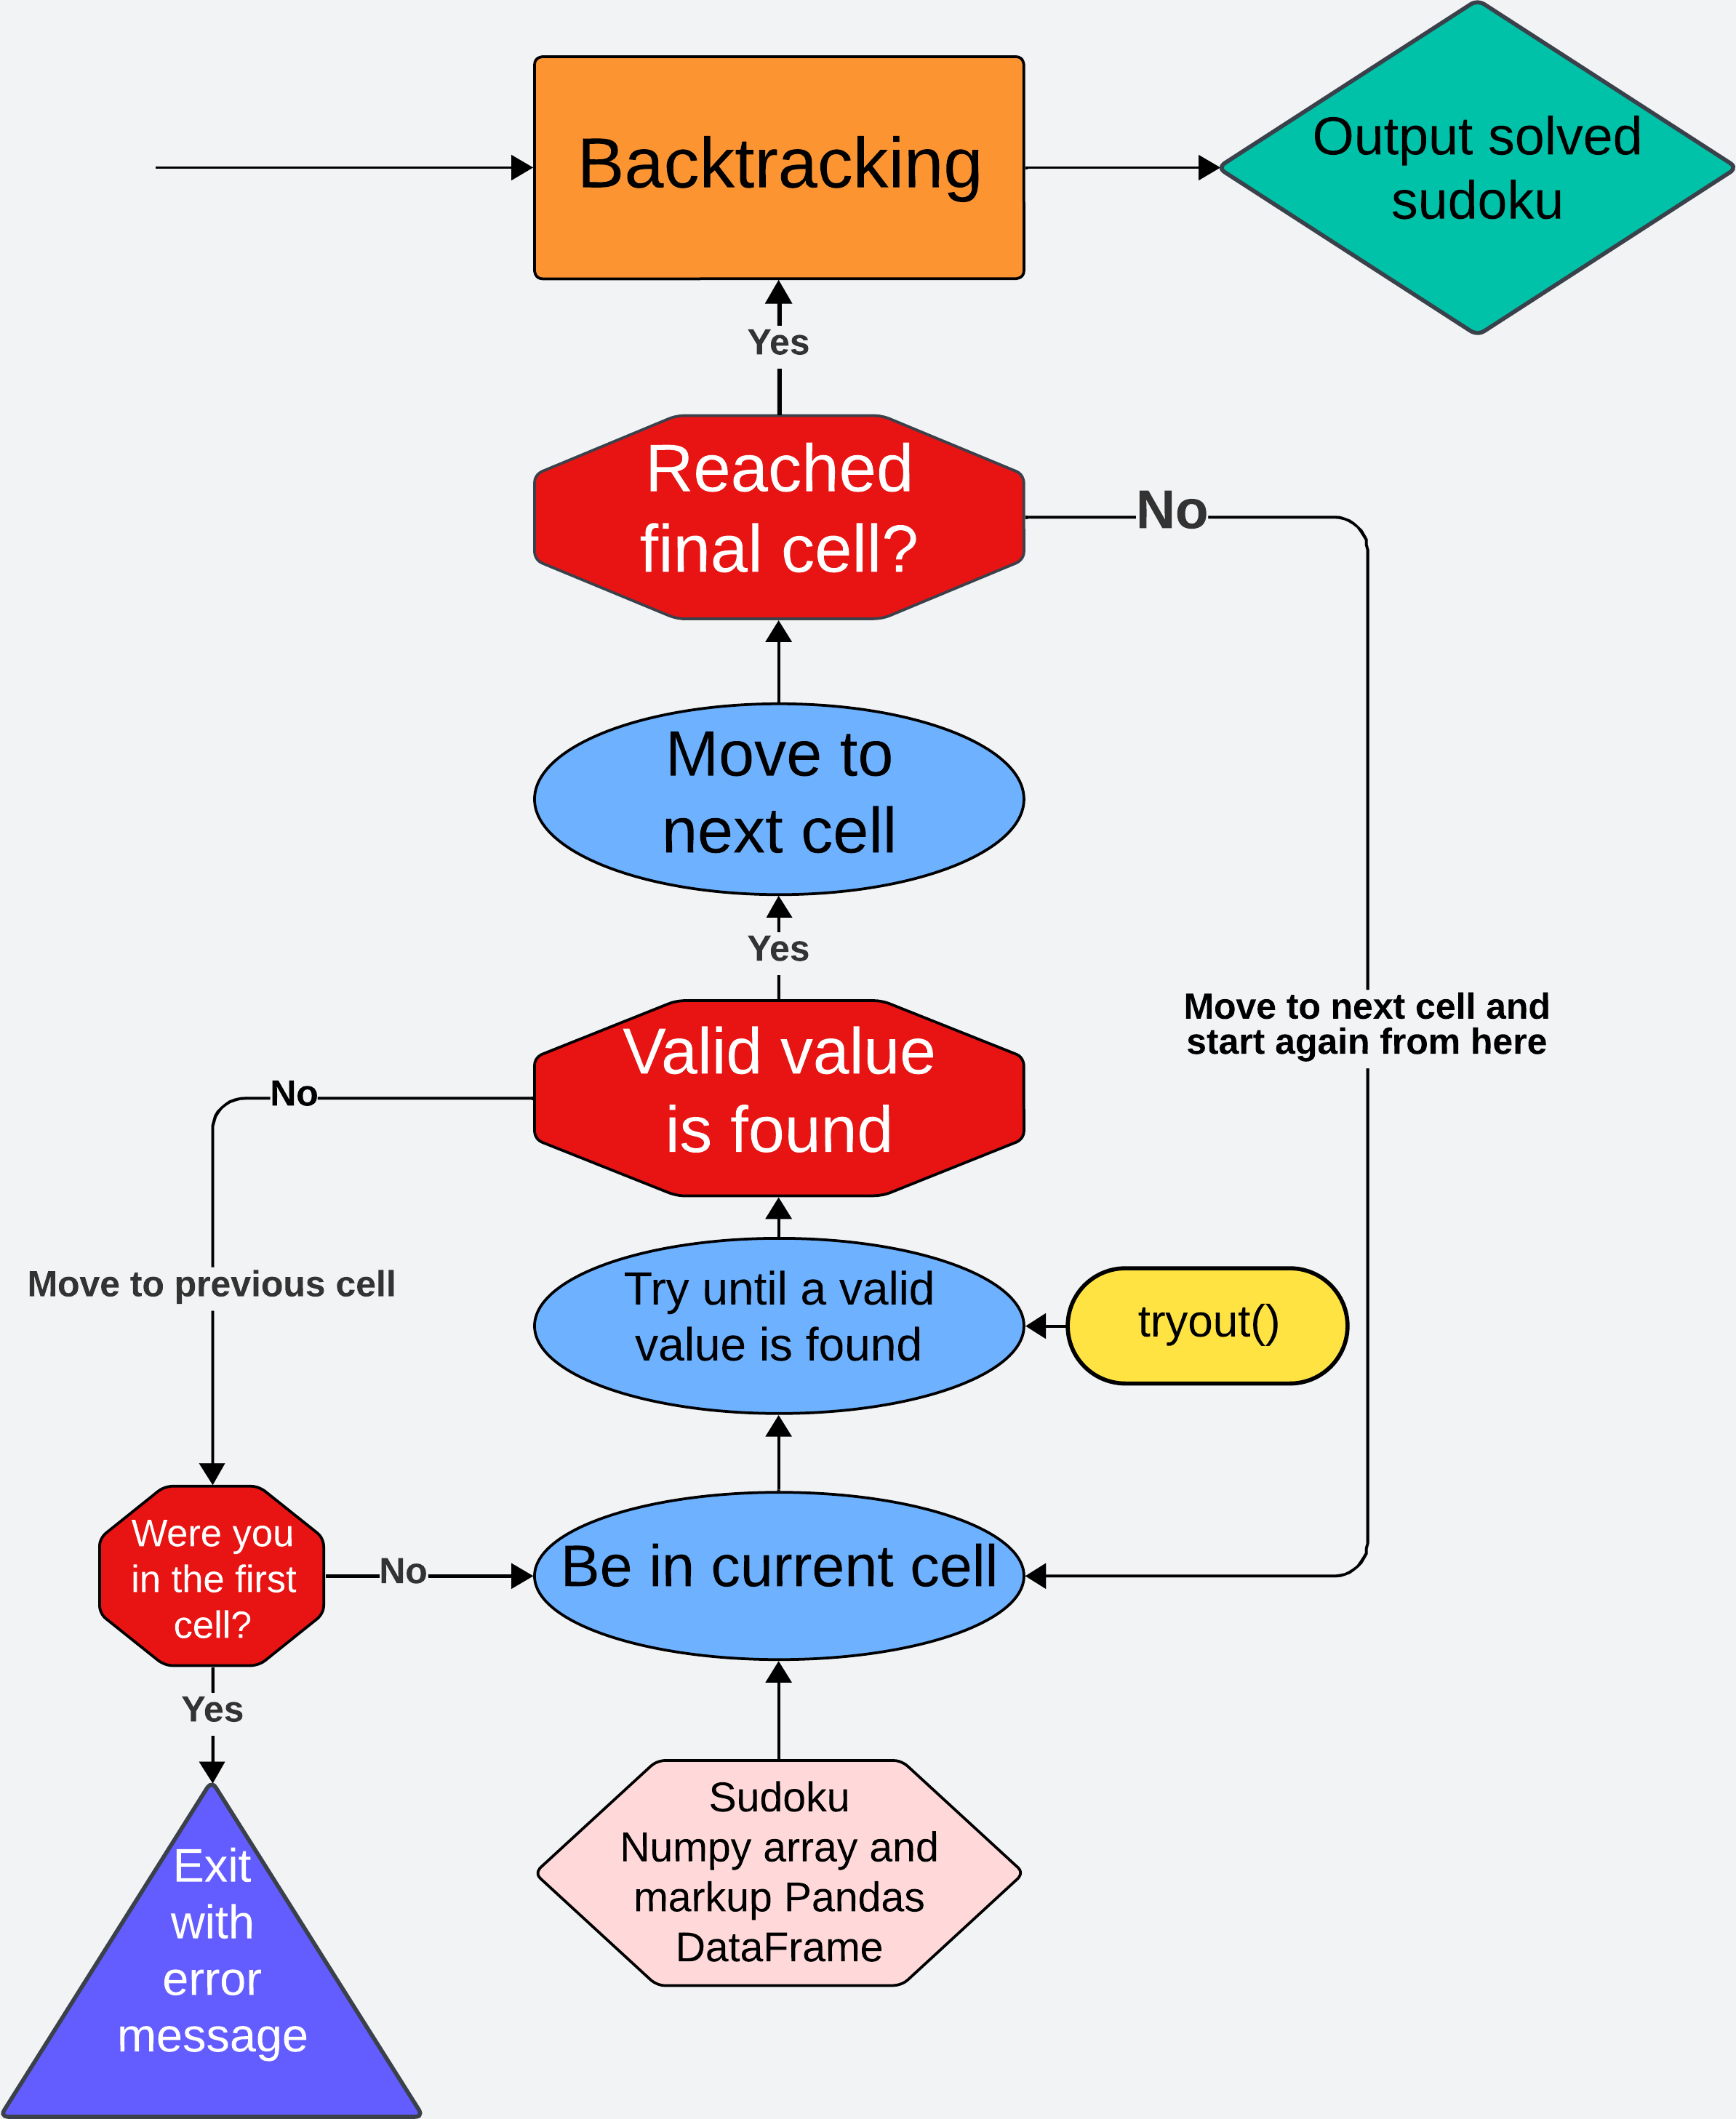 Backtracking
Output solved
sudoku
Yes
Reached
final cell?
No
Move to
next cell
Yes
Move to next cell and
start again from here
Valid value
is found
No
Move to previous cell
Try until a valid
value is found
tryout()
Were you
in the first
cell?
No
Be in current cell
Yes
Sudoku
Numpy array and
markup Pandas
DataFrame
Exit
with
error
message